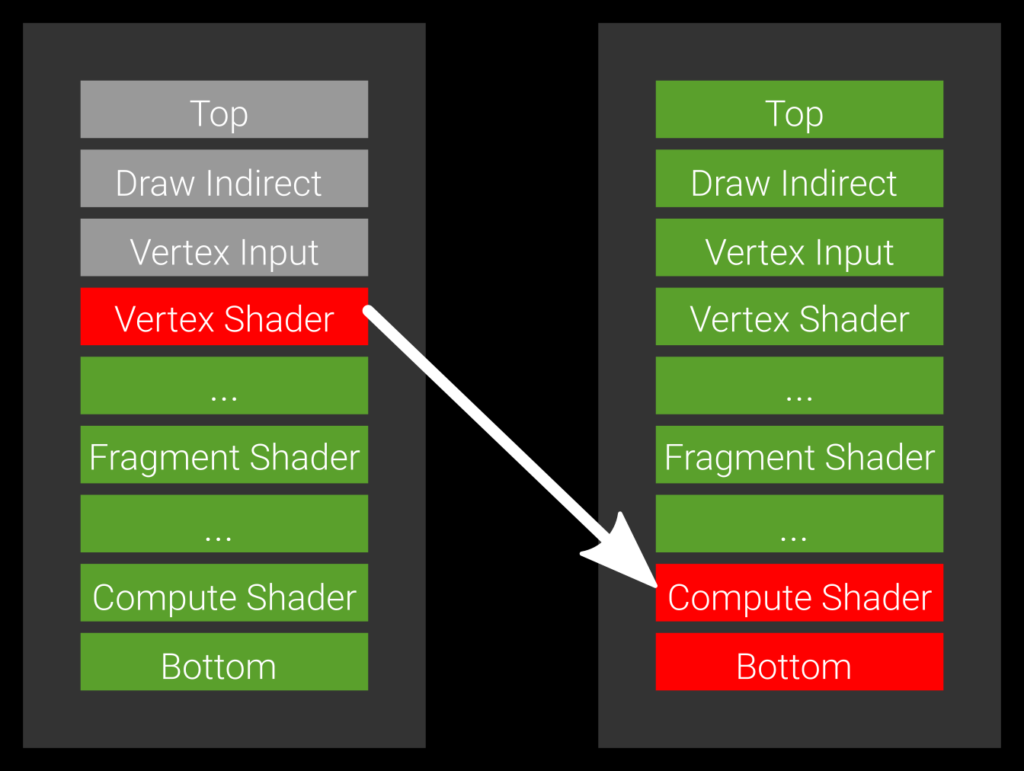 Top
Draw Indirect
Vertex Input
Vertex Shader
...
Fragment Shader
...
Compute Shader
Bottom
Top
Draw Indirect
Vertex Input
Vertex Shader
...
Fragment Shader
...
Compute Shader
Bottom